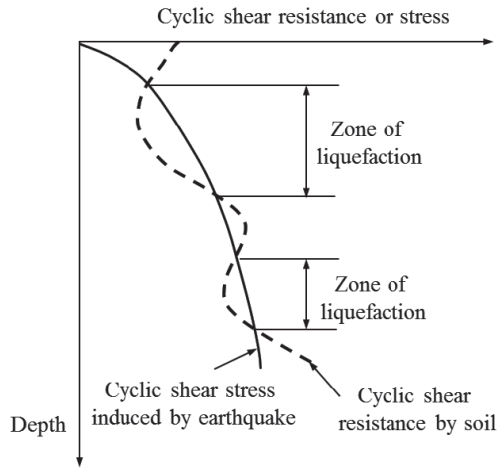 Cyclic shear resistance or stress
Zone of
liquefaction
Zone of
liquefaction
Cyclic shear stress
induced by earthquake
Cyclic shear
resistance by soil
Depth